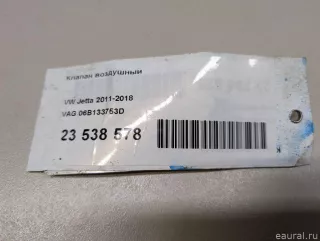 Клапан воздушный
VW Jetta 2011-2018
VAG 06B133753D
23 538 578
© eaural.ru